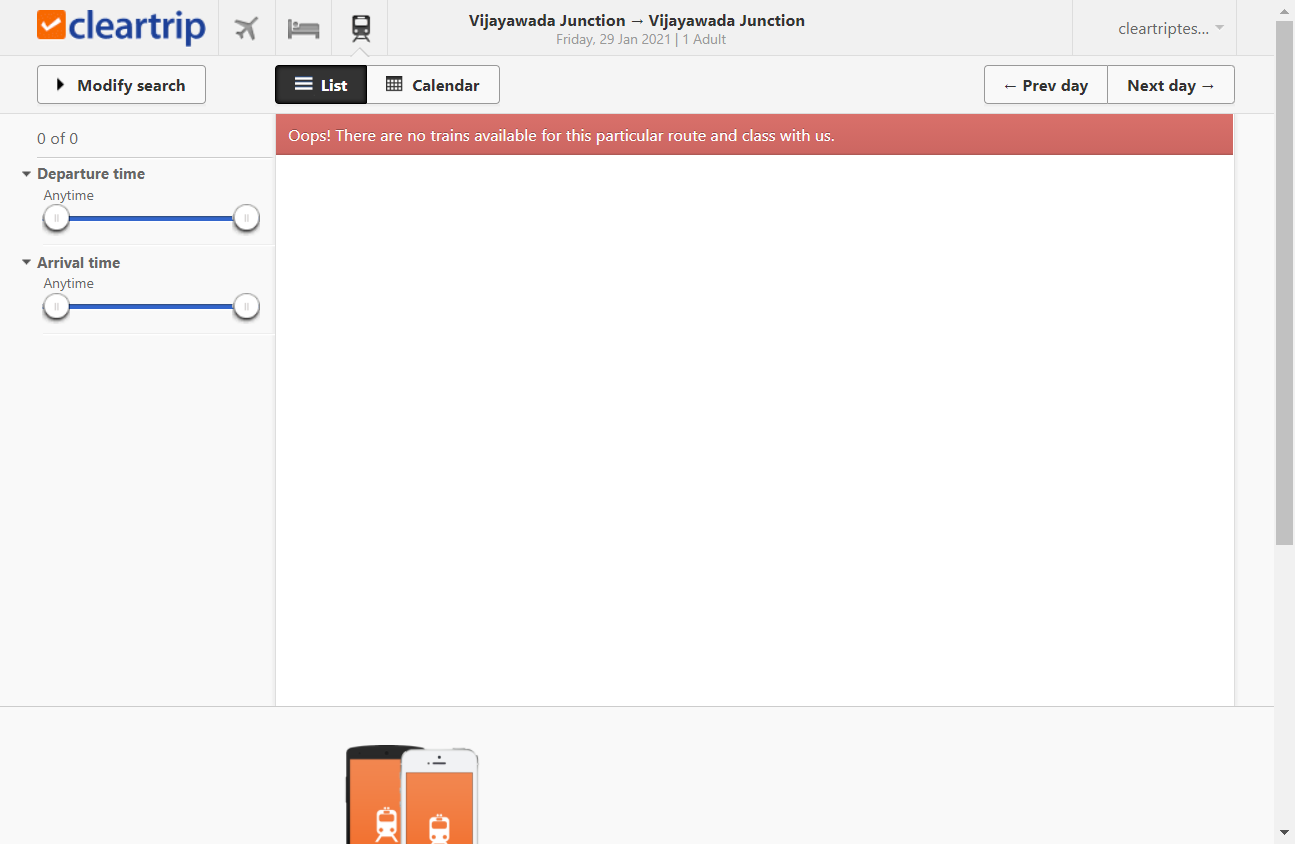 cleartrip
Vijayawada Junction → Vijayawada Junction
Friday, 29 Jan 2021 | 1 Adult
cleartriptes...
Modify search
List
Calendar
← Prev day
Next day →
0 of 0
Oops! There are no trains available for this particular route and class with us.
Departure time
Anytime
Arrival time
Anytime